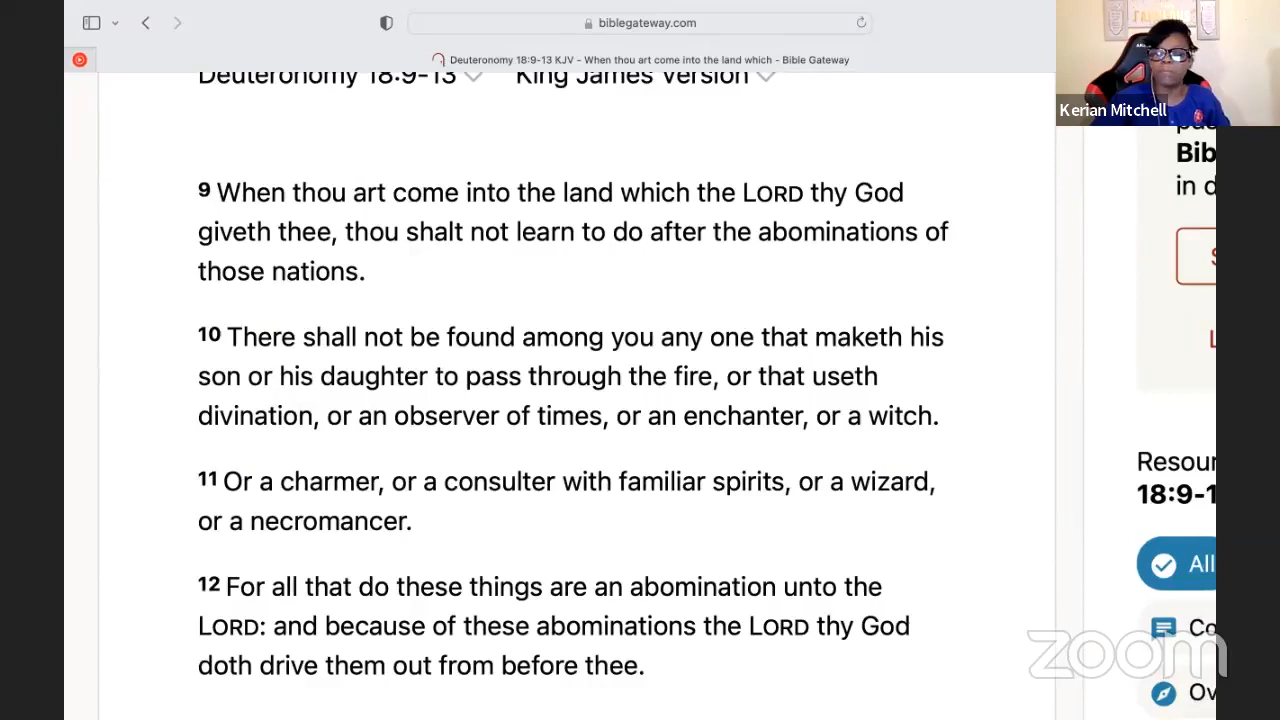 biblegateway.com
Deuteronomy 18:9-13 KJV - When thou art come into the land which - Bible Gateway
Deuteronomy 18:9-13 King James Version
Kerian Mitchell
9 When thou art come into the land which the LORD thy God
giveth thee, thou shalt not learn to do after the abominations of
those nations.
10 There shall not be found among you any one that maketh his
son or his daughter to pass through the fire, or that useth
divination, or an observer of times, or an enchanter, or a witch.
11 Or a charmer, or a consulter with familiar spirits, or a wizard,
or a necromancer.
12 For all that do these things are an abomination unto the
LORD: and because of these abominations the LORD thy God
doth drive them out from before thee.
Bib
in d
Resour
18:9-1
All
Co
Ov
zoom